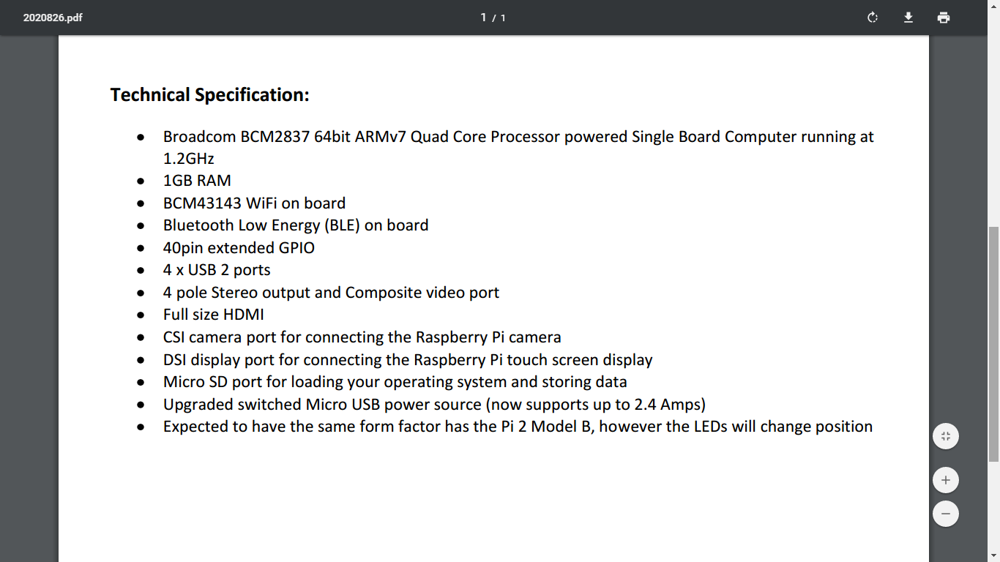 2020826.pdf
1 / 1
Technical Specification:
• Broadcom BCM2837 64bit ARMv7 Quad Core Processor powered Single Board Computer running at
1.2GHz
• 1GB RAM
• BCM43143 WiFi on board
• Bluetooth Low Energy (BLE) on board
• 40pin extended GPIO
• 4 x USB 2 ports
• 4 pole Stereo output and Composite video port
• Full size HDMI
• CSI camera port for connecting the Raspberry Pi camera
• DSI display port for connecting the Raspberry Pi touch screen display
• Micro SD port for loading your operating system and storing data
• Upgraded switched Micro USB power source (now supports up to 2.4 Amps)
• Expected to have the same form factor has the Pi 2 Model B, however the LEDs will change position